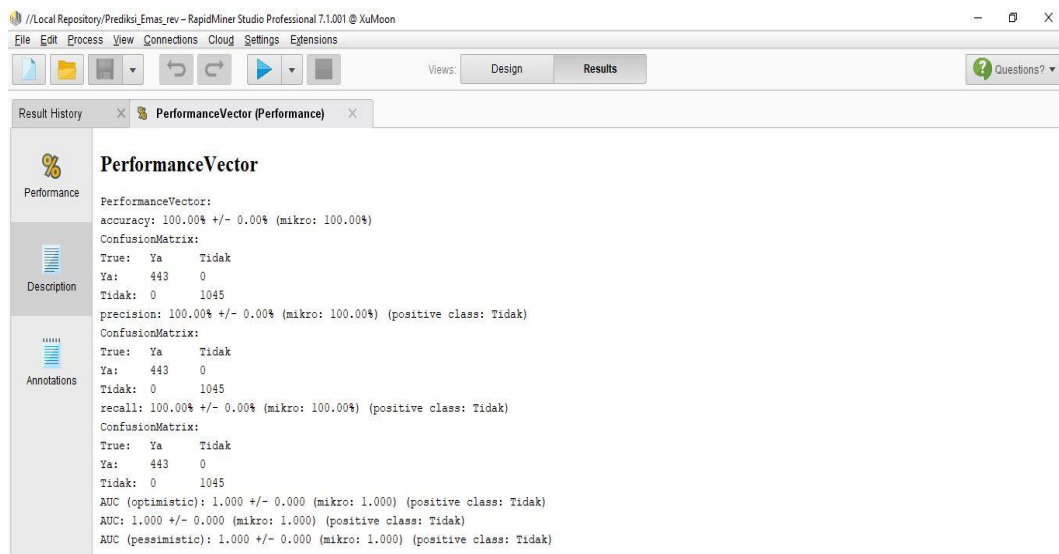 //Local Repository/Prediksi_Emas_rev – RapidMiner Studio Professional 7.1.001 @ XuMoon
File Edit Process View Connections Cloud Settings Extensions
Views: Design Results Questions?
Result History PerformanceVector (Performance)
Performance
Description
Annotations
PerformanceVector
PerformanceVector:
accuracy: 100.00% +/- 0.00% (mikro: 100.00%)
ConfusionMatrix:
True: Ya Tidak
Ya: 443 0
Tidak: 0 1045
precision: 100.00% +/- 0.00% (mikro: 100.00%) (positive class: Tidak)
ConfusionMatrix:
True: Ya Tidak
Ya: 443 0
Tidak: 0 1045
recall: 100.00% +/- 0.00% (mikro: 100.00%) (positive class: Tidak)
ConfusionMatrix:
True: Ya Tidak
Ya: 443 0
Tidak: 0 1045
AUC (optimistic): 1.000 +/- 0.000 (mikro: 1.000) (positive class: Tidak)
AUC: 1.000 +/- 0.000 (mikro: 1.000) (positive class: Tidak)
AUC (pessimistic): 1.000 +/- 0.000 (mikro: 1.000) (positive class: Tidak)